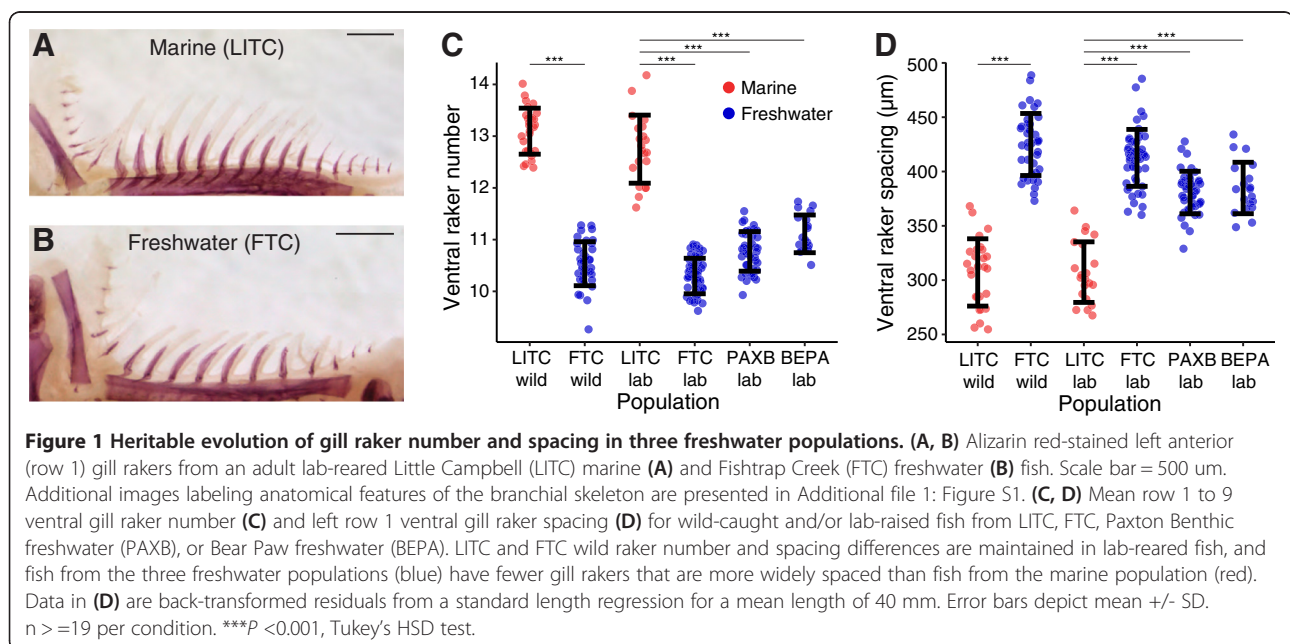 A
Marine (LITC)
B
Freshwater (FTC)
C
***
***
***
***
Marine
Freshwater
Ventral raker number
14
13
12
11
10
LITC wild
FTC wild
LITC lab
FTC lab
PAXB lab
BEPA lab
Population
D
***
***
***
***
Ventral raker spacing (µm)
500
450
400
350
300
250
LITC wild
FTC wild
LITC lab
FTC lab
PAXB lab
BEPA lab
Population
Figure 1 Heritable evolution of gill raker number and spacing in three freshwater populations. (A, B) Alizarin red-stained left anterior
(row 1) gill rakers from an adult lab-reared Little Campbell (LITC) marine (A) and Fishtrap Creek (FTC) freshwater (B) fish. Scale bar = 500 um.
Additional images labeling anatomical features of the branchial skeleton are presented in Additional file 1: Figure S1. (C, D) Mean row 1 to 9
ventral gill raker number (C) and left row 1 ventral gill raker spacing (D) for wild-caught and/or lab-raised fish from LITC, FTC, Paxton Benthic
freshwater (PAXB), or Bear Paw freshwater (BEPA). LITC and FTC wild raker number and spacing differences are maintained in lab-reared fish, and
fish from the three freshwater populations (blue) have fewer gill rakers that are more widely spaced than fish from the marine population (red).
Data in (D) are back-transformed residuals from a standard length regression for a mean length of 40 mm. Error bars depict mean +/- SD.
n > =19 per condition. ***P <0.001, Tukey's HSD test.